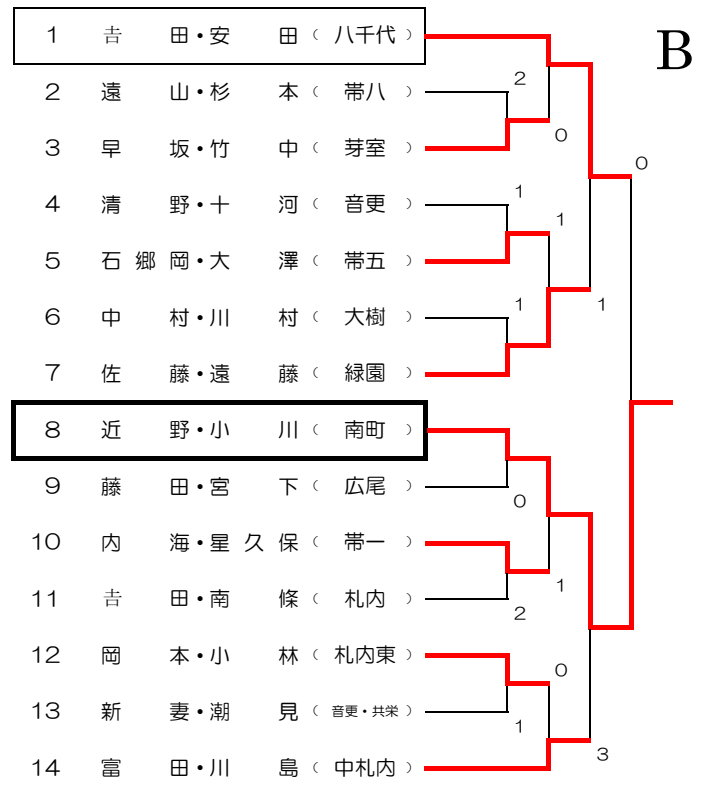 B
1 𠮷 田・安 田 ( 八千代 )
2
2 遠 山・杉 本 ( 帯八 )
0
3 早 坂・竹 中 ( 芽室 )
0
4 清 野・十 河 ( 音更 )
1
1
5 石 郷 岡・大 澤 ( 帯五 )
6 中 村・川 村 ( 大樹 )
1
1
7 佐 藤・遠 藤 ( 緑園 )
8 近 野・小 川 ( 南町 )
9 藤 田・宮 下 ( 広尾 )
0
10 内 海・星 久 保 ( 帯一 )
1
11 𠮷 田・南 條 ( 札内 )
2
12 岡 本・小 林 ( 札内東 )
0
13 新 妻・潮 見 ( 音更・共栄 )
1
3
14 富 田・川 島 ( 中札内 )